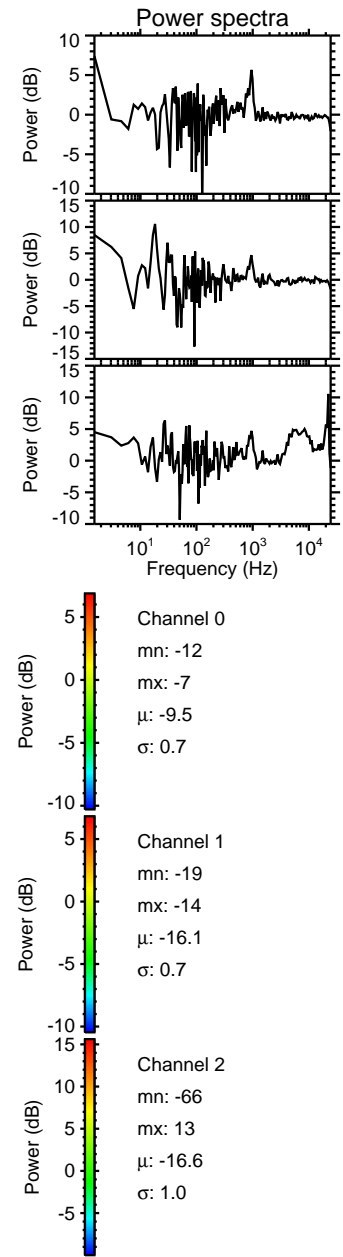 Power spectra
10
5
0
-5
-10
Power (dB)
15
10
5
0
-5
-10
-15
Power (dB)
15
10
5
0
-5
-10
Power (dB)
10¹ 10² 10³ 10⁴
Frequency (Hz)
5
0
-5
-10
Power (dB)
Channel 0
mn: -12
mx: -7
μ: -9.5
σ: 0.7
5
0
-5
-10
Power (dB)
Channel 1
mn: -19
mx: -14
μ: -16.1
σ: 0.7
15
10
5
0
-5
Power (dB)
Channel 2
mn: -66
mx: 13
μ: -16.6
σ: 1.0